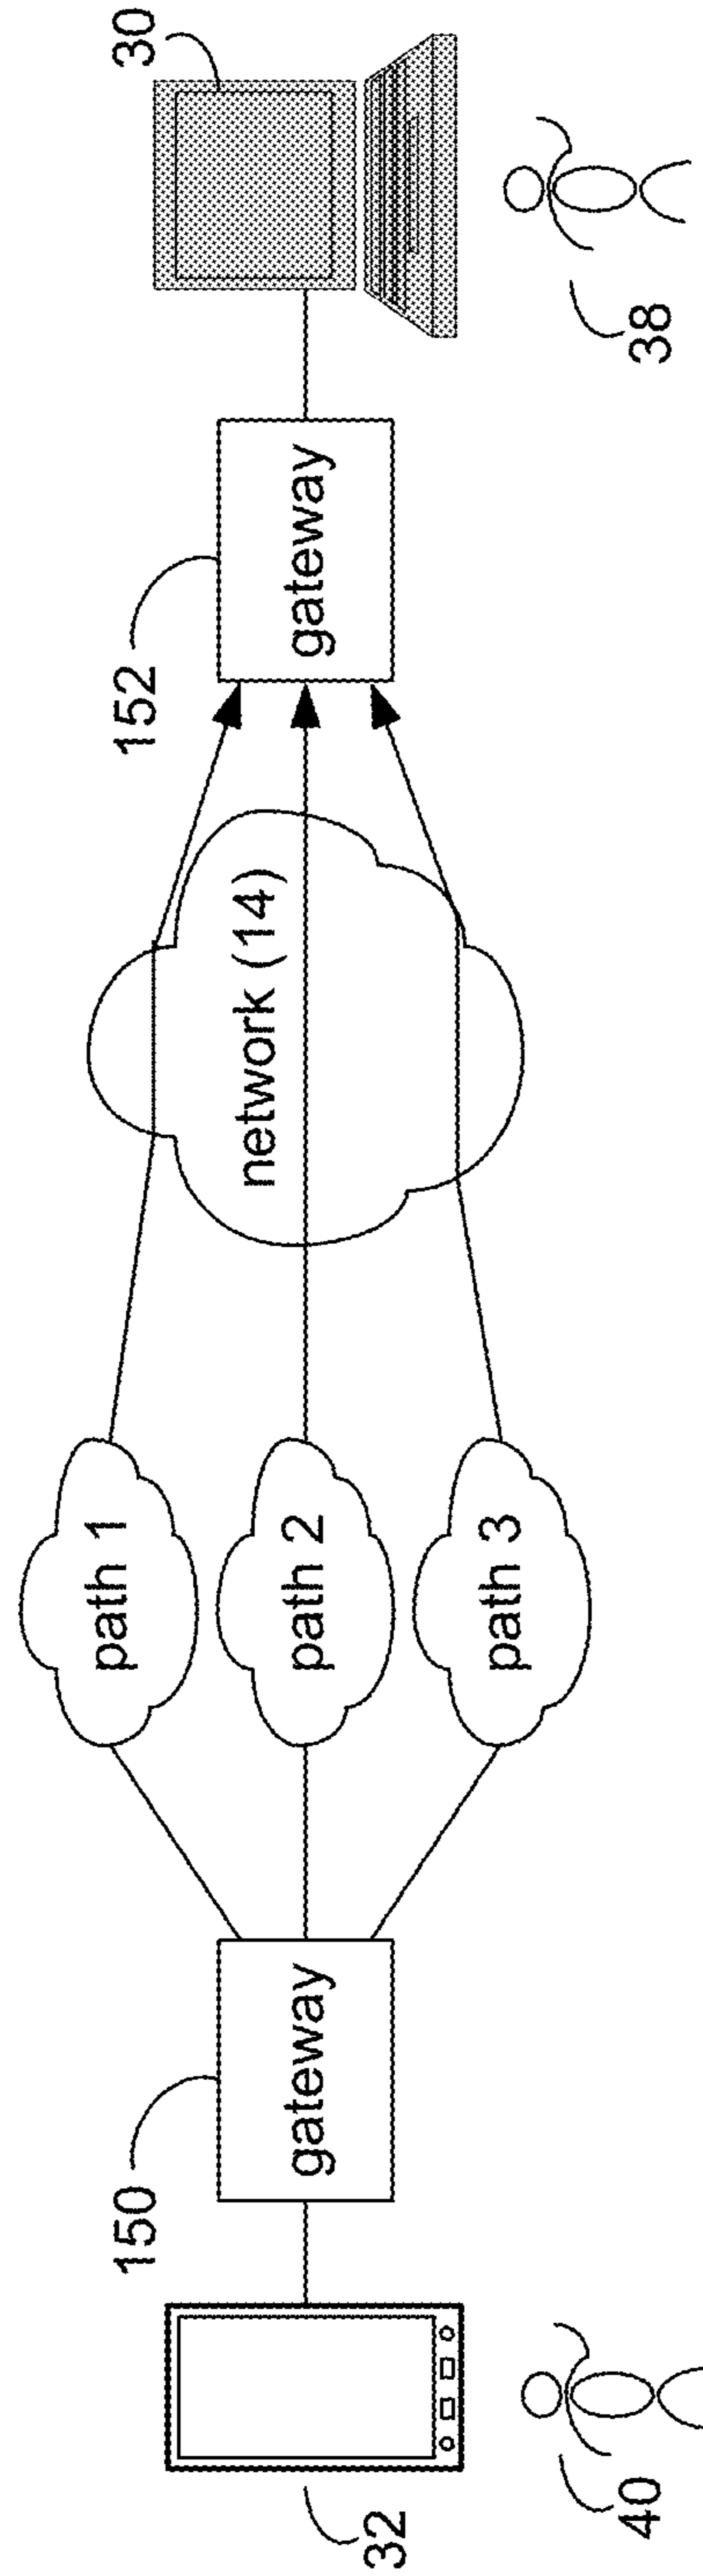 32
40
150
gateway
path 1
path 2
path 3
network (14)
152
gateway
30
38